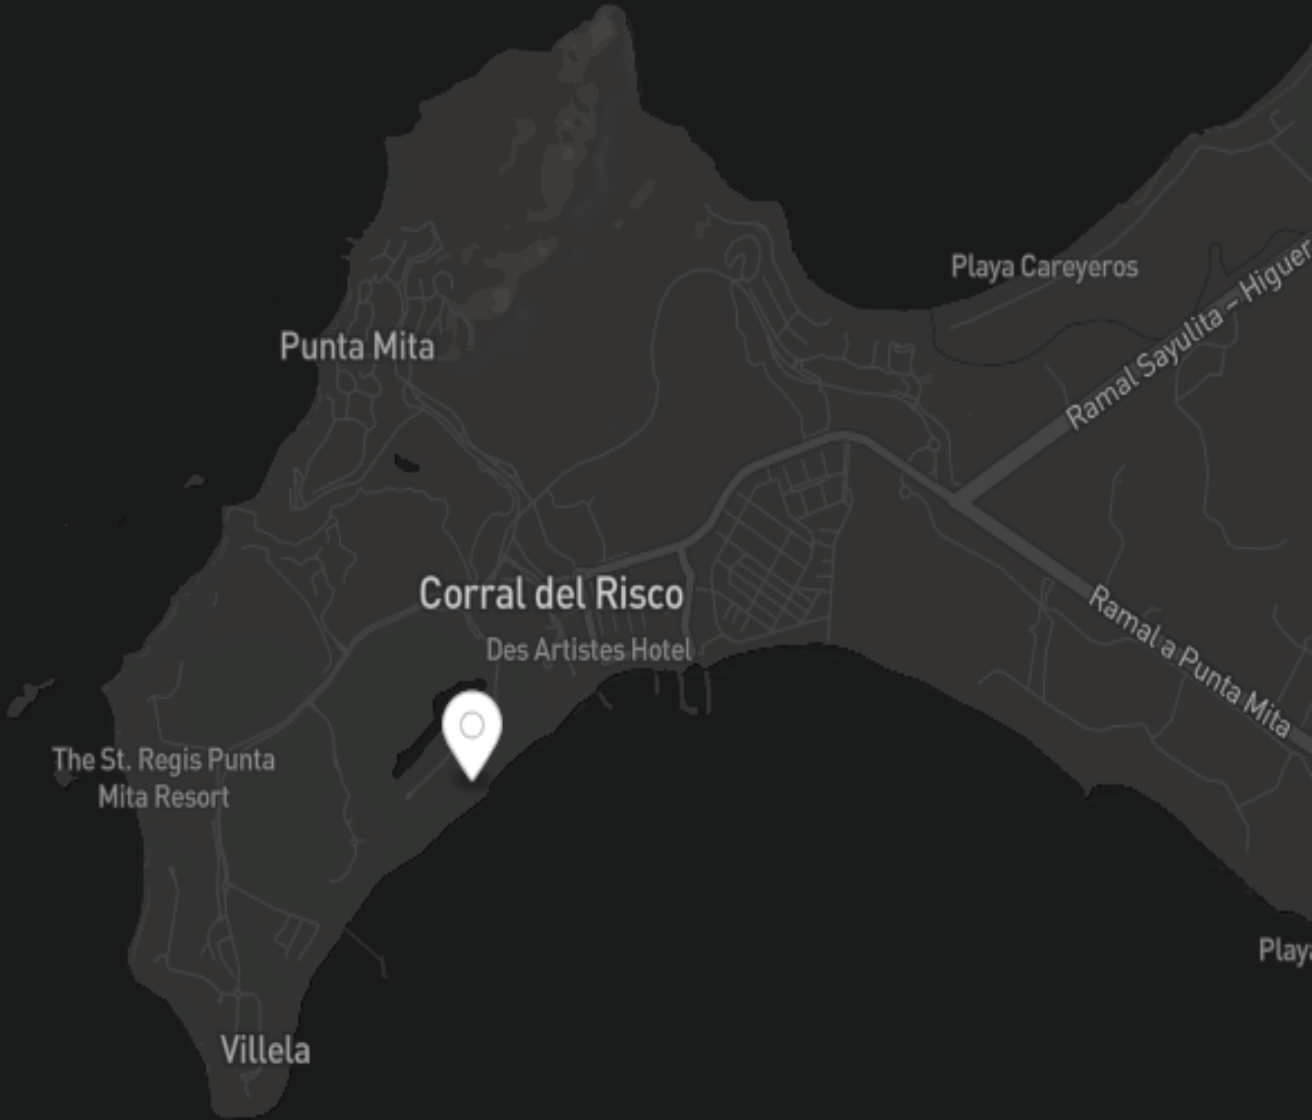 Playa Careyeros
Ramal Sayulita – Higuer
Punta Mita
Corral del Risco
Des Artistes Hotel
Ramal a Punta Mita
The St. Regis Punta
Mita Resort
Playa
Villela